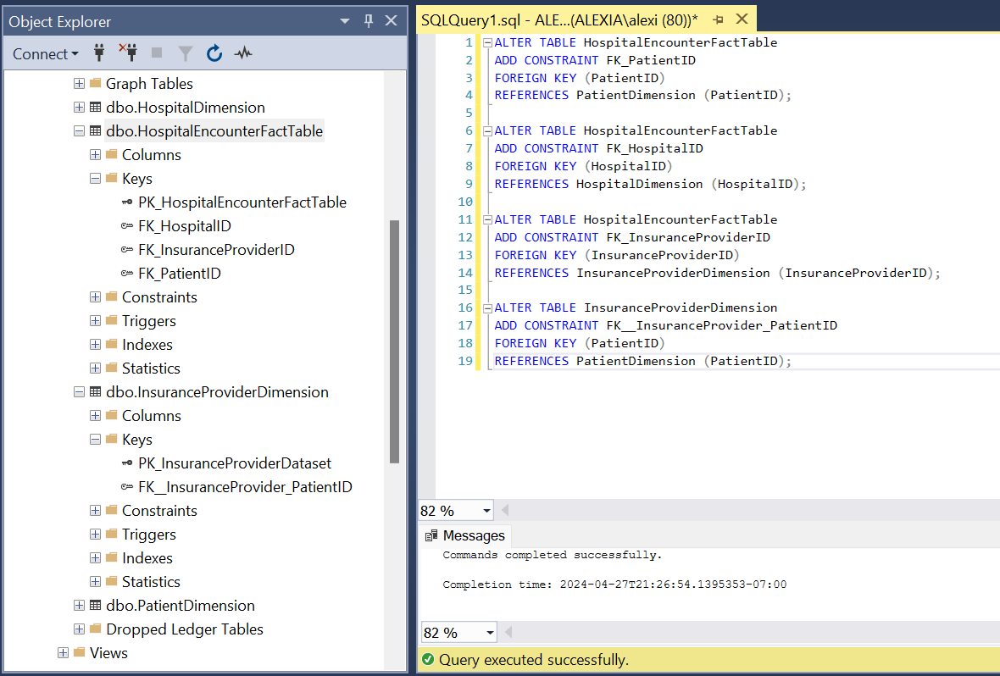 Object Explorer
Connect
Graph Tables
dbo.HospitalDimension
dbo.HospitalEncounterFactTable
Columns
Keys
PK_HospitalEncounterFactTable
FK_HospitalID
FK_InsuranceProviderID
FK_PatientID
Constraints
Triggers
Indexes
Statistics
dbo.InsuranceProviderDimension
Columns
Keys
PK_InsuranceProviderDataset
FK__InsuranceProvider_PatientID
Constraints
Triggers
Indexes
Statistics
dbo.PatientDimension
Dropped Ledger Tables
Views
SQLQuery1.sql - ALE...(ALEXIA\alexi (80))*
1 ALTER TABLE HospitalEncounterFactTable
2 ADD CONSTRAINT FK_PatientID
3 FOREIGN KEY (PatientID)
4 REFERENCES PatientDimension (PatientID);
5
6 ALTER TABLE HospitalEncounterFactTable
7 ADD CONSTRAINT FK_HospitalID
8 FOREIGN KEY (HospitalID)
9 REFERENCES HospitalDimension (HospitalID);
10
11 ALTER TABLE HospitalEncounterFactTable
12 ADD CONSTRAINT FK_InsuranceProviderID
13 FOREIGN KEY (InsuranceProviderID)
14 REFERENCES InsuranceProviderDimension (InsuranceProviderID);
15
16 ALTER TABLE InsuranceProviderDimension
17 ADD CONSTRAINT FK__InsuranceProvider_PatientID
18 FOREIGN KEY (PatientID)
19 REFERENCES PatientDimension (PatientID);
82 %
Messages
Commands completed successfully.
Completion time: 2024-04-27T21:26:54.1395353-07:00
82 %
Query executed successfully.